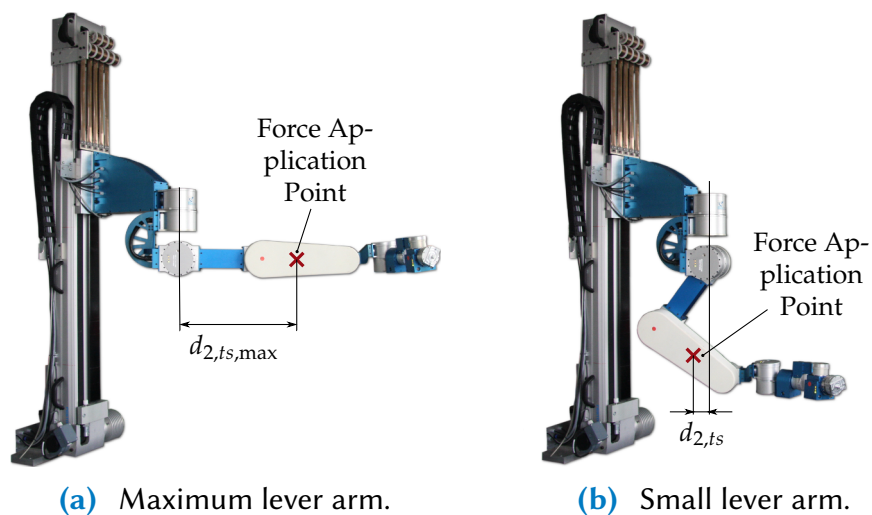 Force Ap-
plication
Point
d2,ts,max
(a) Maximum lever arm.
Force Ap-
plication
Point
d2,ts
(b) Small lever arm.